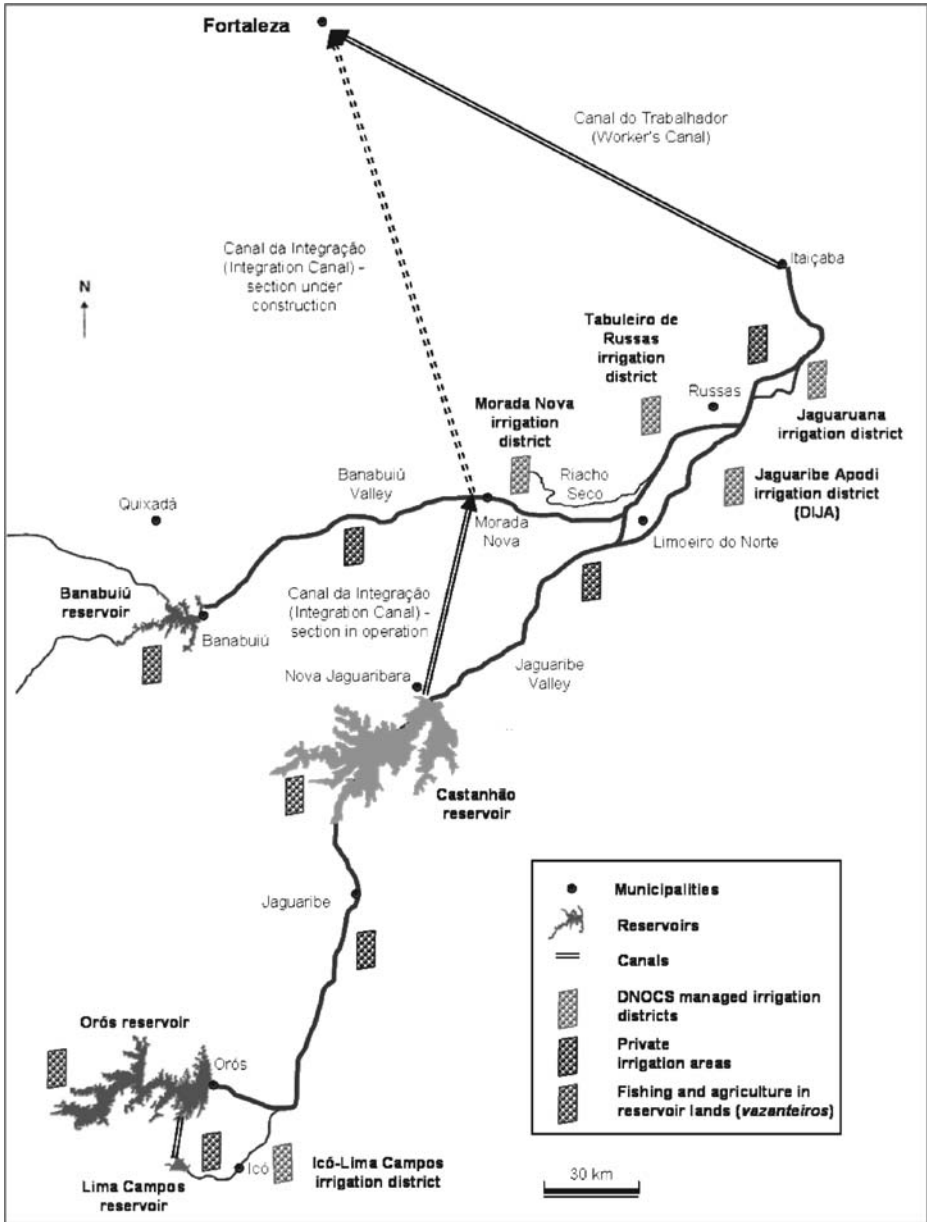 Fortaleza
Canal do Trabalhador
(Worker's Canal)
Canal da Integração
(Integration Canal) -
section under
construction
Itaiçaba
N
Tabuleiro de
Russas
irrigation
district
Russas
Morada Nova
irrigation
district
Jaguaruana
irrigation district
Banabuiú
Valley
Riacho
Seco
Jaguaribe Apodi
irrigation district
(DIJA)
Quixadá
Morada
Nova
Limoeiro do Norte
Banabuiú
reservoir
Canal da Integração
(Integration Canal) -
section in operation
Banabuiú
Nova Jaguaribara
Jaguaribe
Valley
Castanhão
reservoir
Jaguaribe
Municipalities
Reservoirs
Canals
DNOCS managed irrigation
districts
Private
irrigation areas
Fishing and agriculture in
reservoir lands (vazanteiros)
Orós reservoir
Orós
Icó
Icó-Lima Campos
irrigation district
Lima Campos
reservoir
30 km